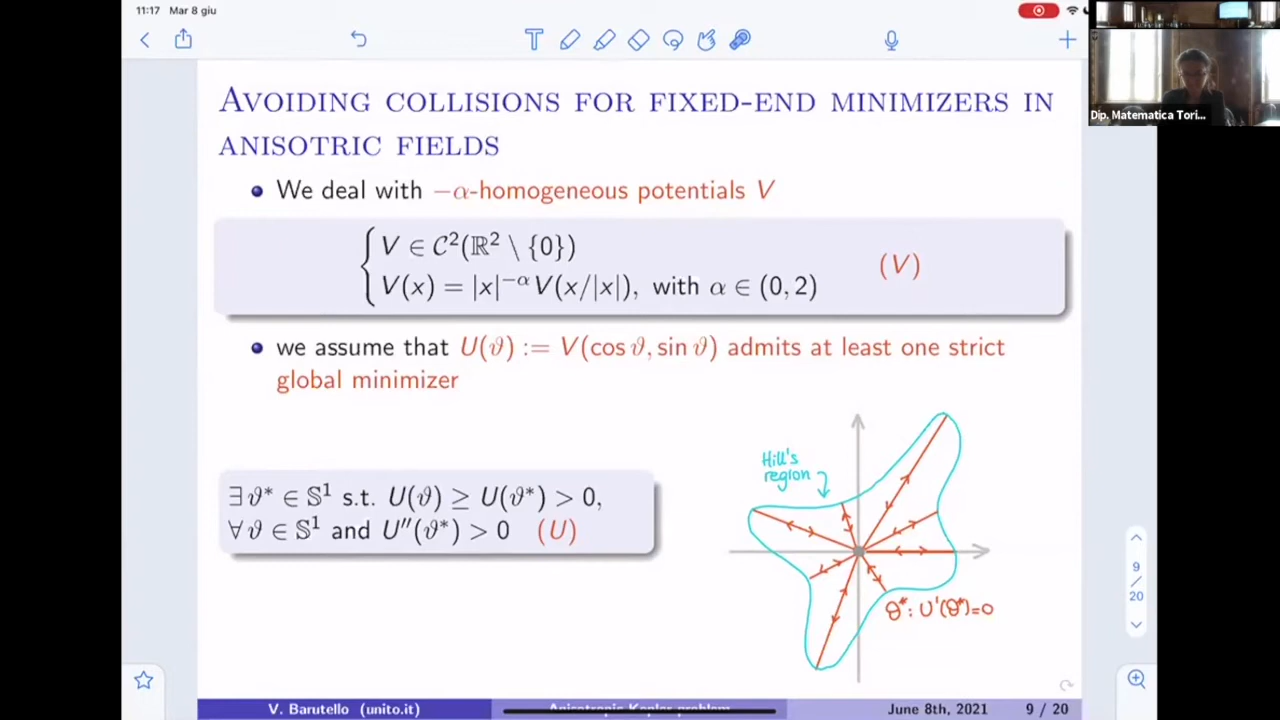 11:17 Mar 8 giu
AVOIDING COLLISIONS FOR FIXED-END MINIMIZERS IN
ANISOTRIC FIELDS
We deal with −α-homogeneous potentials V
V ∈ C²(ℝ² \ {0})
V(x) = |x|^{−α}V(x/|x|), with α ∈ (0, 2)
(V)
we assume that U(ϑ) := V(cos ϑ, sin ϑ) admits at least one strict
global minimizer
∃ϑ* ∈ 𝕊¹ s.t. U(ϑ) ≥ U(ϑ*) > 0,
∀ϑ ∈ 𝕊¹ and U″(ϑ*) > 0 (U)
Hill's
region
ϑ*: U'(ϑ*)=0
Dip. Matematica Tori...
9
/
20
V. Barutello (unito.it)
Anisotropic Kepler problem
June 8th, 2021
9 / 20